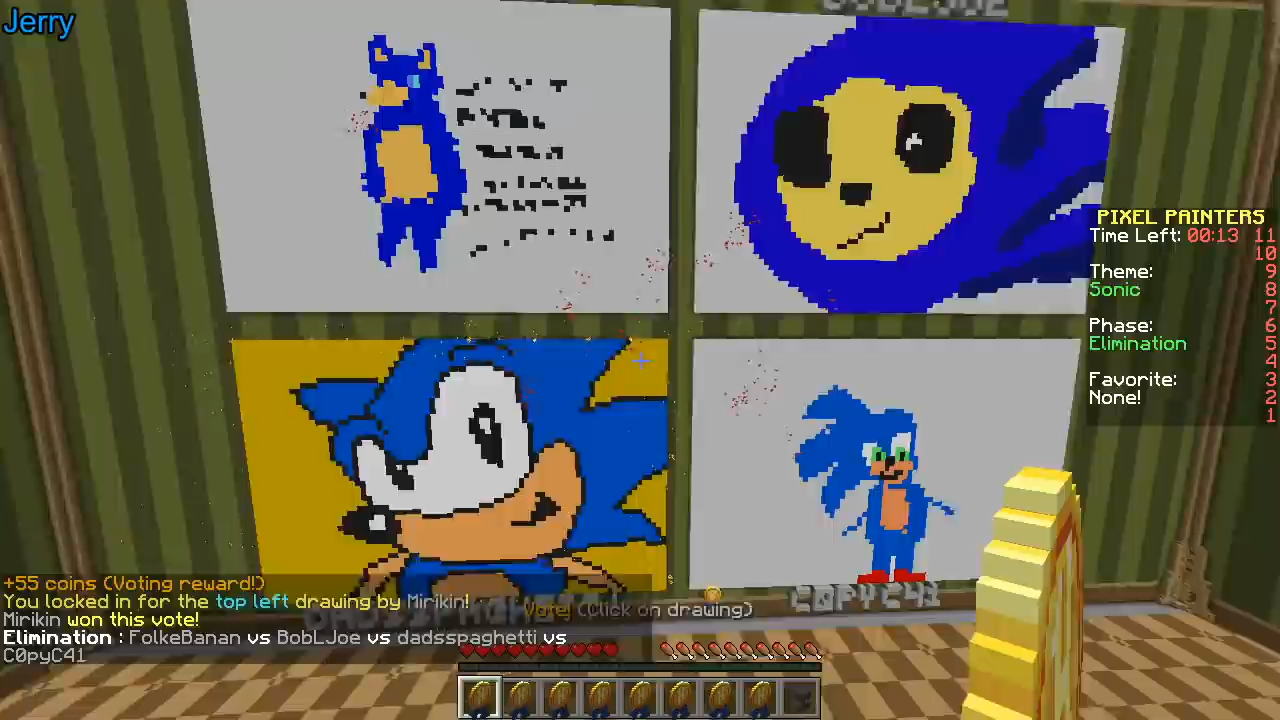 Jerry
BOBLJOE
PIXEL PAINTERS
Time Left: 00:13 11
10
Theme: 9
Sonic 8
7
Phase: 6
Elimination 5
4
Favorite: 3
None! 2
1
+55 coins (Voting reward!)
You locked in for the top left drawing by Mirikin!
Vote! (Click on drawing)
C0PYC41
Mirikin won this vote!
Elimination : FolkeBanan vs BobLJoe vs dadsspaghetti vs
C0pyC41